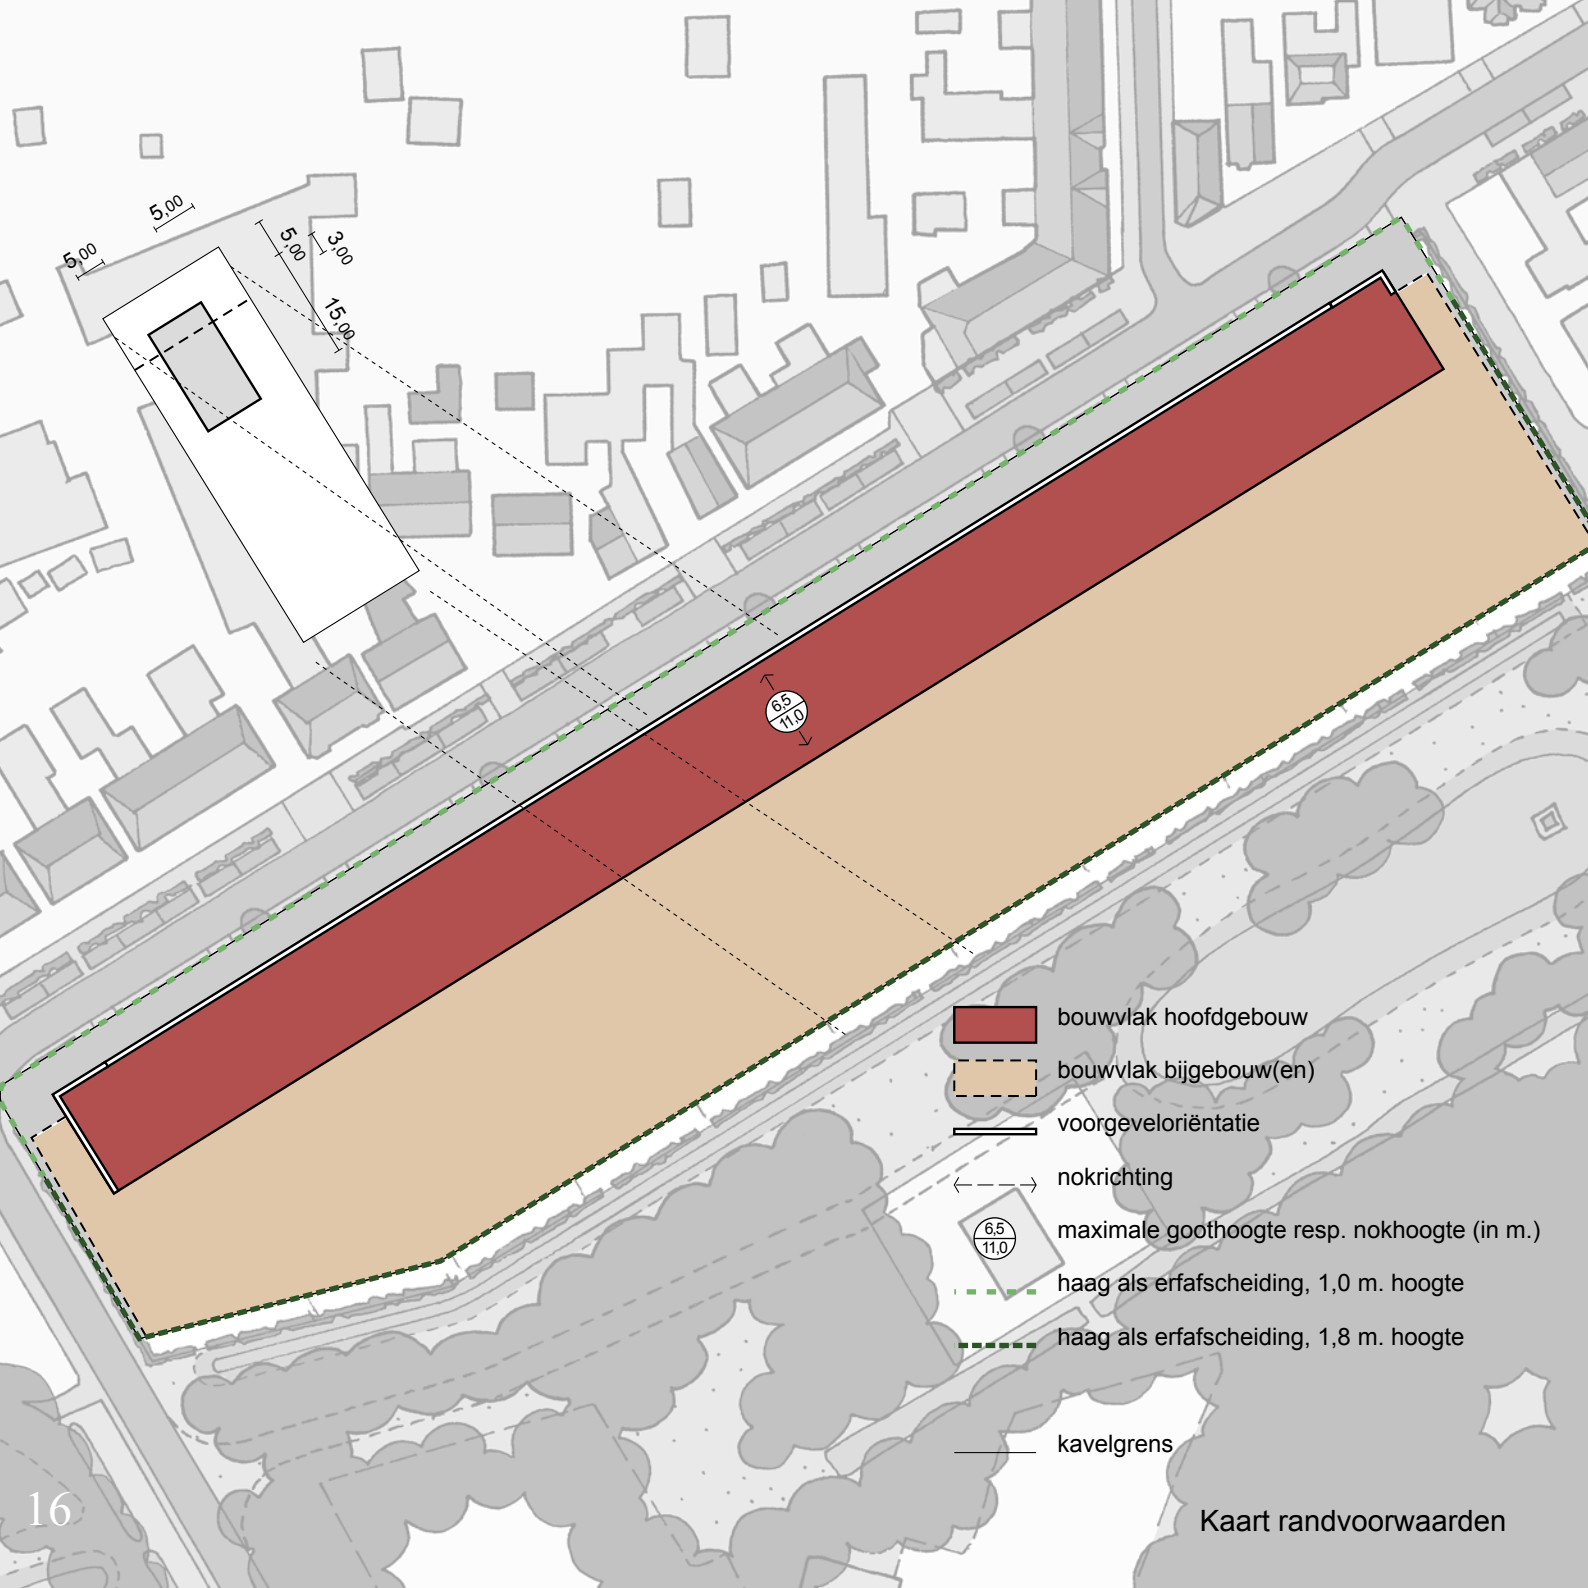 5,00
5,00
5,00
3,00
15,00
6,5
11,0
bouwvlak hoofdgebouw
bouwvlak bijgebouw(en)
voorgeveloriëntatie
nokrichting
6,5
11,0
maximale goothoogte resp. nokhoogte (in m.)
haag als erfafscheiding, 1,0 m. hoogte
haag als erfafscheiding, 1,8 m. hoogte
kavelgrens
16
Kaart randvoorwaarden